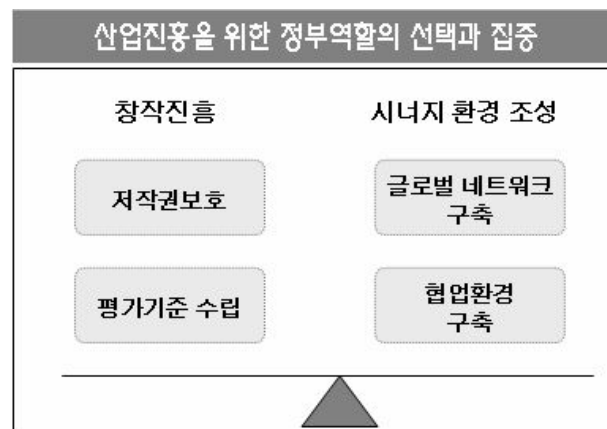 산업진흥을 위한 정부역할의 선택과 집중
창작진흥
시너지 환경 조성
저작권보호
글로벌 네트워크
구축
평가기준 수립
협업환경
구축